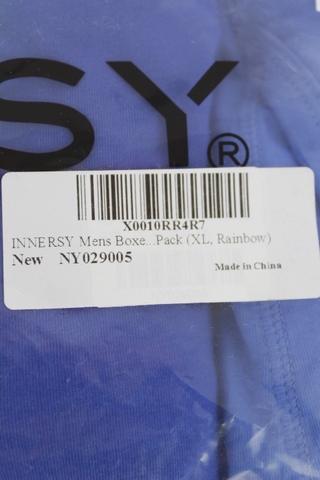 SY®
X0010RR4R7
INNERSY Mens Boxe...Pack (XL, Rainbow)
New NY029005
Made in China